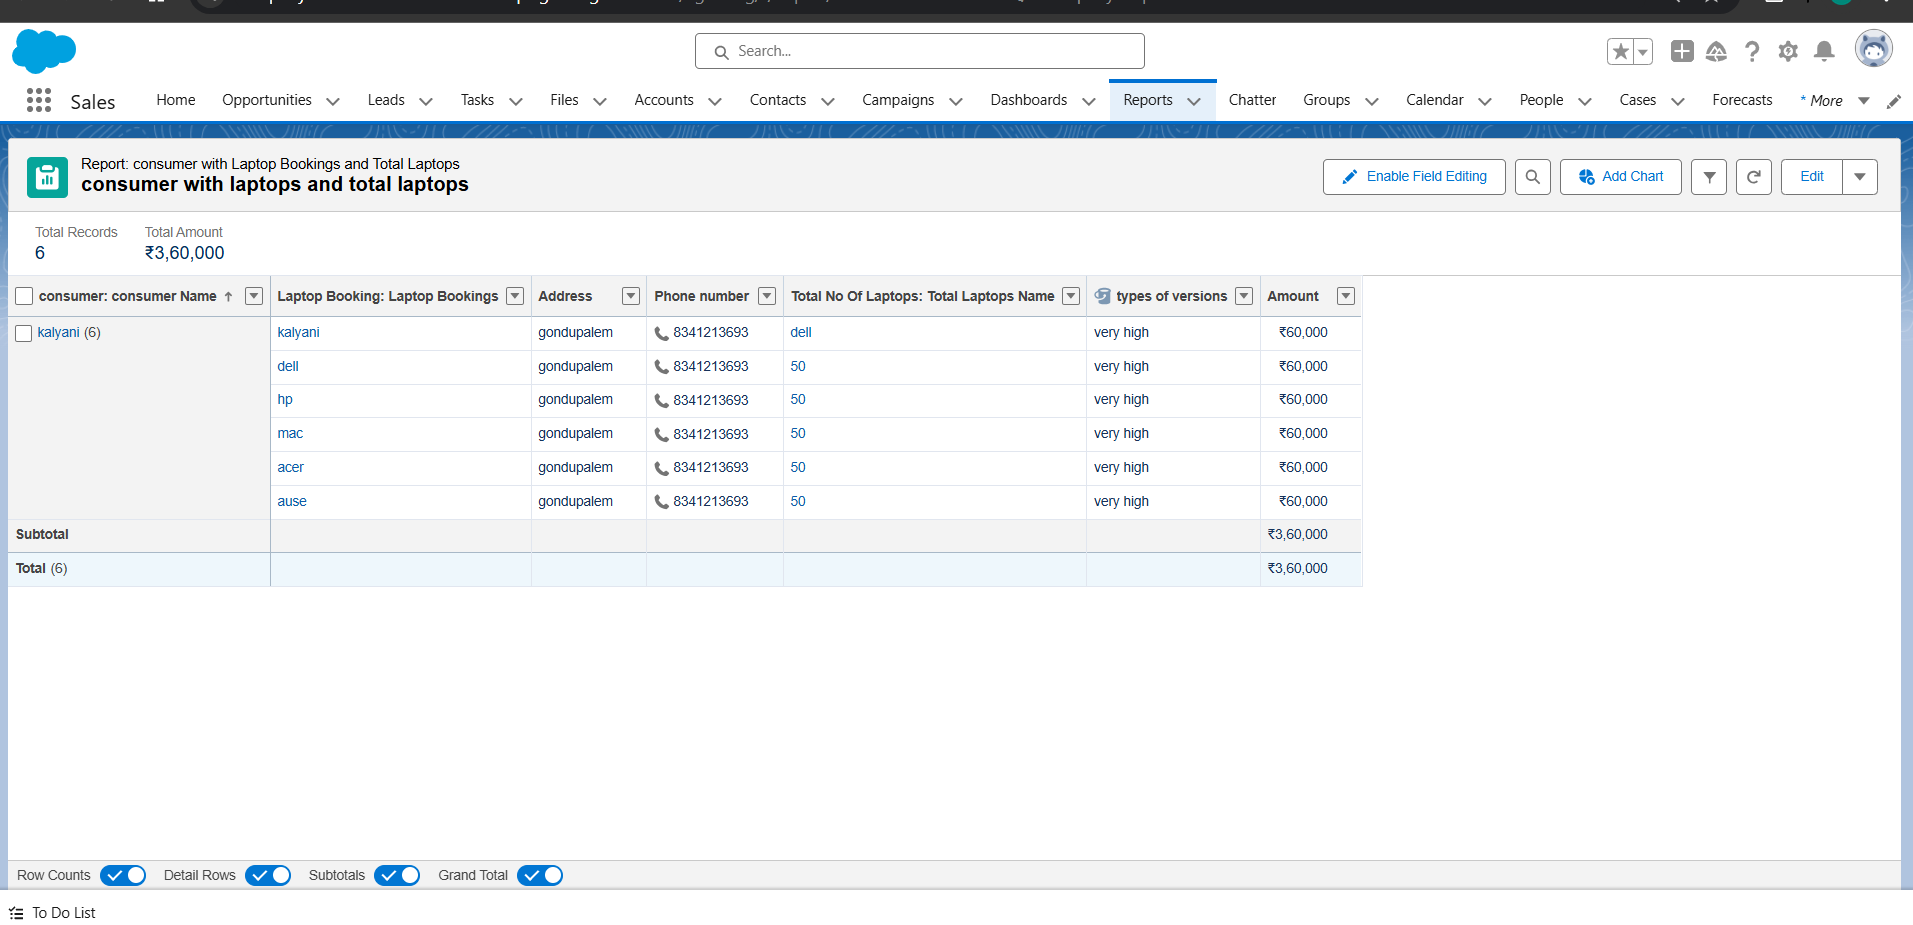 Search...
Sales Home Opportunities Leads Tasks Files Accounts Contacts Campaigns Dashboards Reports Chatter Groups Calendar People Cases Forecasts * More
Report: consumer with Laptop Bookings and Total Laptops
consumer with laptops and total laptops
Enable Field Editing Add Chart Edit
Total Records Total Amount
6 ₹3,60,000
consumer: consumer Name ↑ Laptop Booking: Laptop Bookings Address Phone number Total No Of Laptops: Total Laptops Name types of versions Amount
kalyani (6) kalyani gondupalem 8341213693 dell very high ₹60,000
dell gondupalem 8341213693 50 very high ₹60,000
hp gondupalem 8341213693 50 very high ₹60,000
mac gondupalem 8341213693 50 very high ₹60,000
acer gondupalem 8341213693 50 very high ₹60,000
ause gondupalem 8341213693 50 very high ₹60,000
Subtotal ₹3,60,000
Total (6) ₹3,60,000
Row Counts Detail Rows Subtotals Grand Total
To Do List